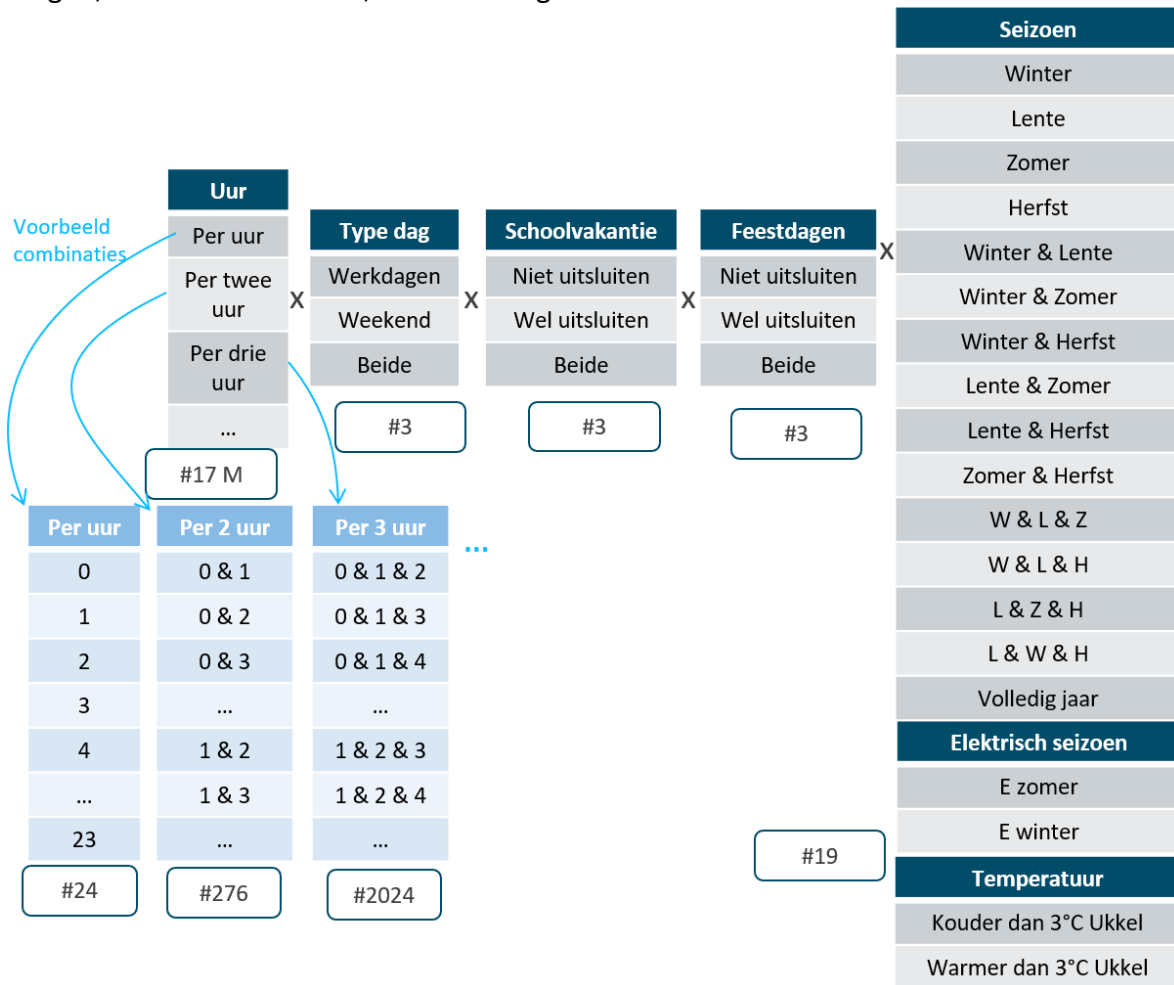 Voorbeeld
combinaties
Uur
Per uur
Per twee
uur
Per drie
uur
...
#17 M
X
Type dag
Werkdagen
Weekend
Beide
#3
X
Schoolvakantie
Niet uitsluiten
Wel uitsluiten
Beide
#3
X
Feestdagen
Niet uitsluiten
Wel uitsluiten
Beide
#3
X
Seizoen
Winter
Lente
Zomer
Herfst
Winter & Lente
Winter & Zomer
Winter & Herfst
Lente & Zomer
Lente & Herfst
Zomer & Herfst
W & L & Z
W & L & H
L & Z & H
L & W & H
Volledig jaar
Elektrisch seizoen
E zomer
E winter
Temperatuur
Kouder dan 3°C Ukkel
Warmer dan 3°C Ukkel
#19
Per uur
0
1
2
3
4
...
23
#24
Per 2 uur
0 & 1
0 & 2
0 & 3
...
1 & 2
1 & 3
...
#276
Per 3 uur
0 & 1 & 2
0 & 1 & 3
0 & 1 & 4
...
1 & 2 & 3
1 & 2 & 4
...
#2024
...